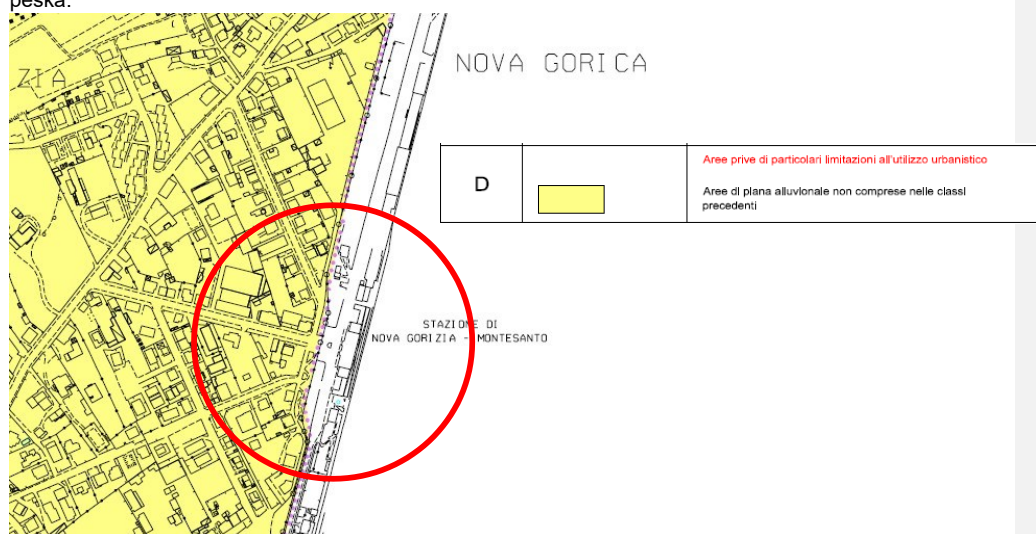 peska.
ZIA
NOVA GORICA
D
Aree prive di particolari limitazioni all'utilizzo urbanistico
Aree di piana alluvionale non comprese nelle classi
precedenti
STAZIONE DI
NOVA GORIZIA - MONTESANTO